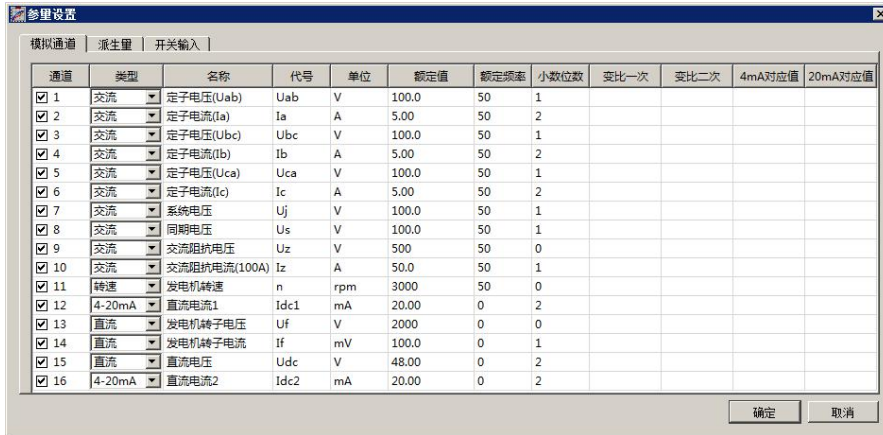 参里设置
模拟通道 派生量 开关输入
通道 类型 名称 代号 单位 额定值 额定频率 小数位数 变比一次 变比二次 4mA对应值 20mA对应值
1 交流 定子电压(Uab) Uab V 100.0 50 1
2 交流 定子电流(Ia) Ia A 5.00 50 2
3 交流 定子电压(Ubc) Ubc V 100.0 50 1
4 交流 定子电流(Ib) Ib A 5.00 50 2
5 交流 定子电压(Uca) Uca V 100.0 50 1
6 交流 定子电流(Ic) Ic A 5.00 50 2
7 交流 系统电压 Uj V 100.0 50 1
8 交流 同期电压 Us V 100.0 50 1
9 交流 交流阻抗电压 Uz V 500 50 0
10 交流 交流阻抗电流(100A) Iz A 50.0 50 1
11 转速 发电机转速 n rpm 3000 50 0
12 4-20mA 直流电流1 Idc1 mA 20.00 0 2
13 直流 发电机转子电压 Uf V 2000 0 0
14 直流 发电机转子电流 If mV 100.0 0 1
15 直流 直流电压 Udc V 48.00 0 2
16 4-20mA 直流电流2 Idc2 mA 20.00 0 2
确定 取消